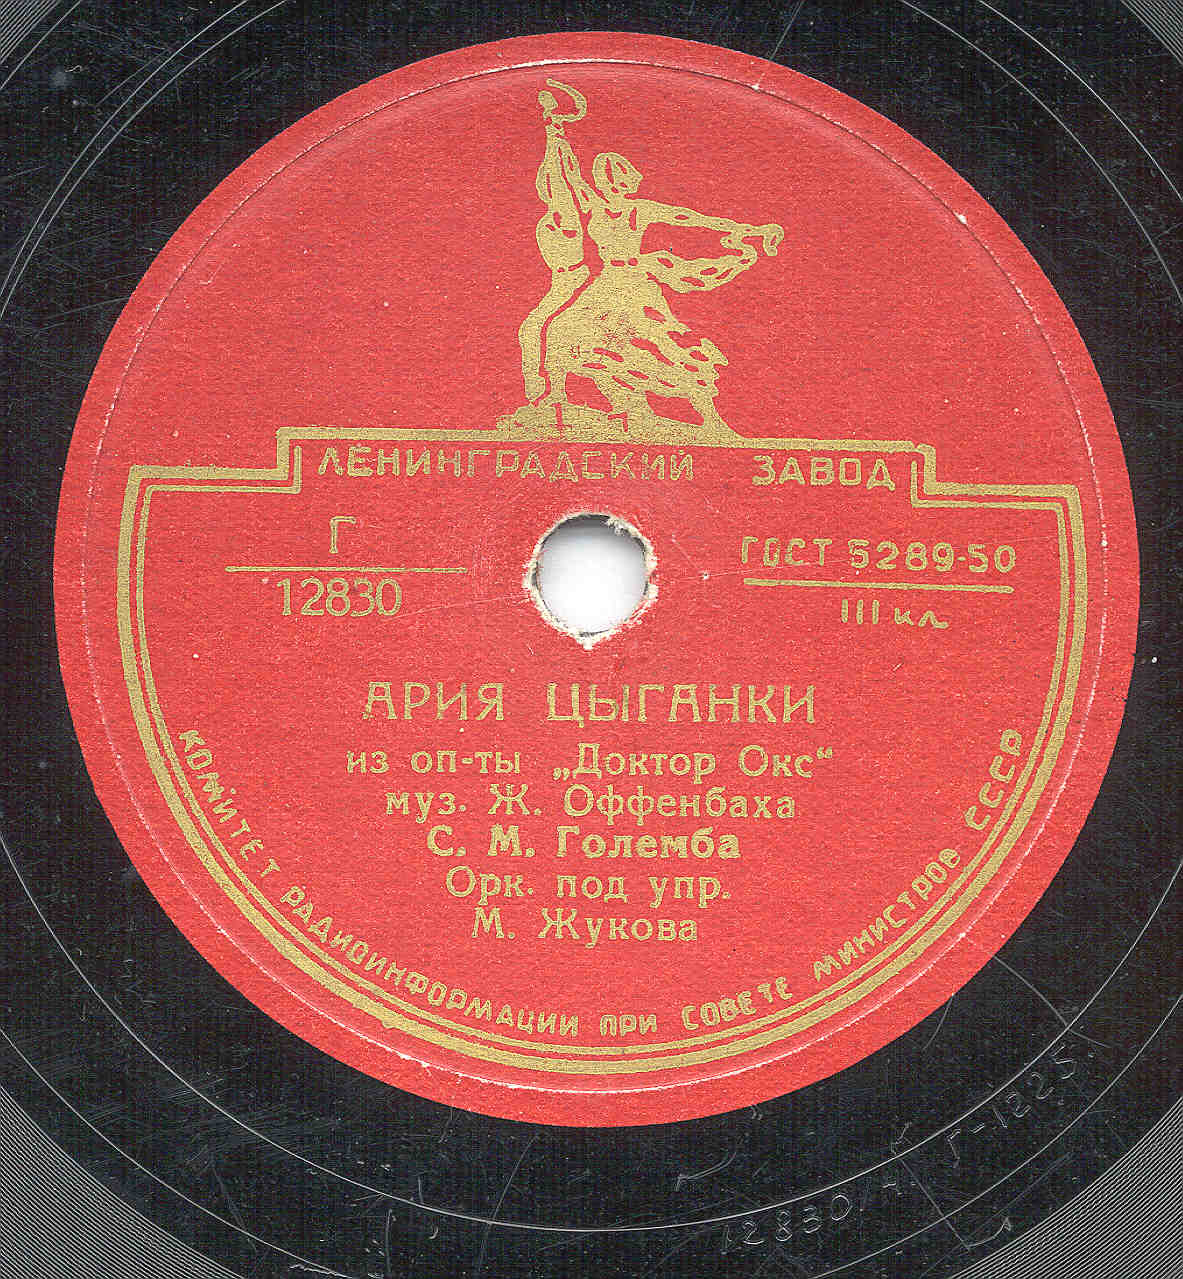 ЛЕНИНГРАДСКИЙ ЗАВОД
Г
12830
ГОСТ 5289-50
III кл
АРИЯ ЦЫГАНКИ
из оп-ты „Доктор Окс“
муз. Ж. Оффенбаха
С. М. Големба
Орк. под упр.
М. Жукова
КОМИТЕТ РАДИОИНФОРМАЦИИ ПРИ СОВЕТЕ МИНИСТРОВ СССР
12830
Г-1225